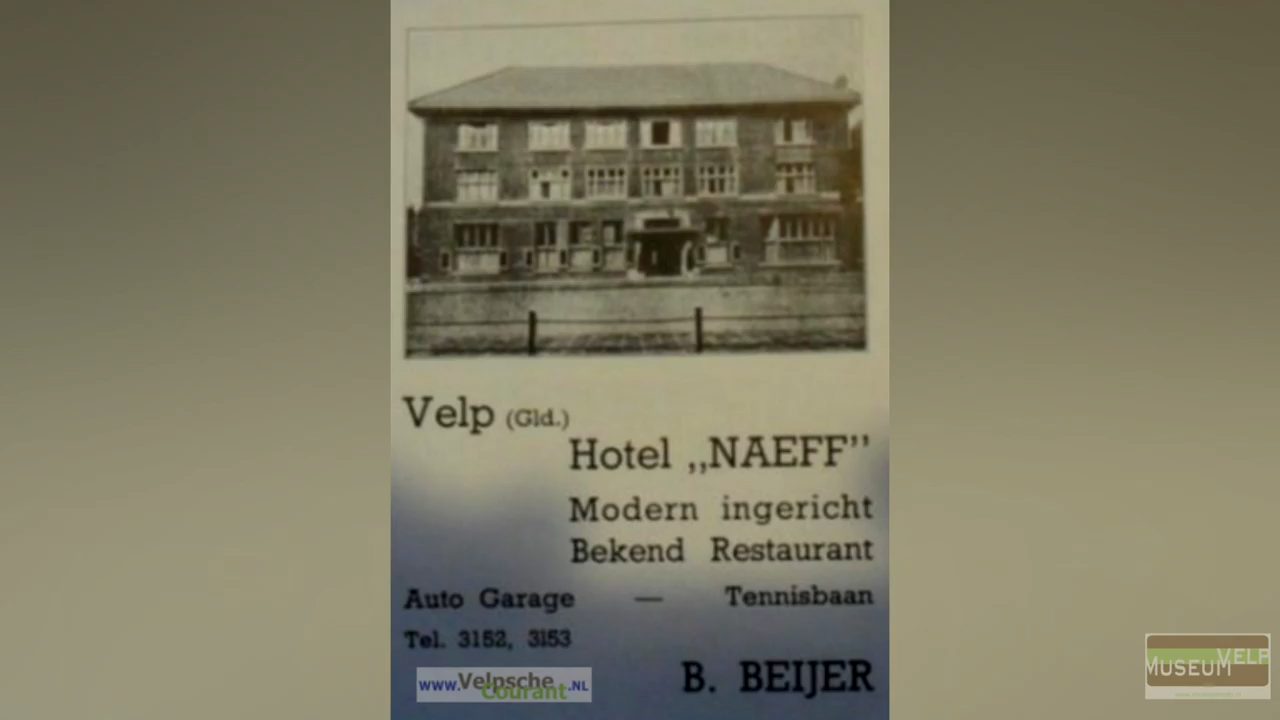 Velp (Gld.)
Hotel „NAEFF”
Modern ingericht
Bekend Restaurant
Auto Garage — Tennisbaan
Tel. 3152, 3153
B. BEIJER
www.Velpsche Courant.NL
MUSEUM VELP